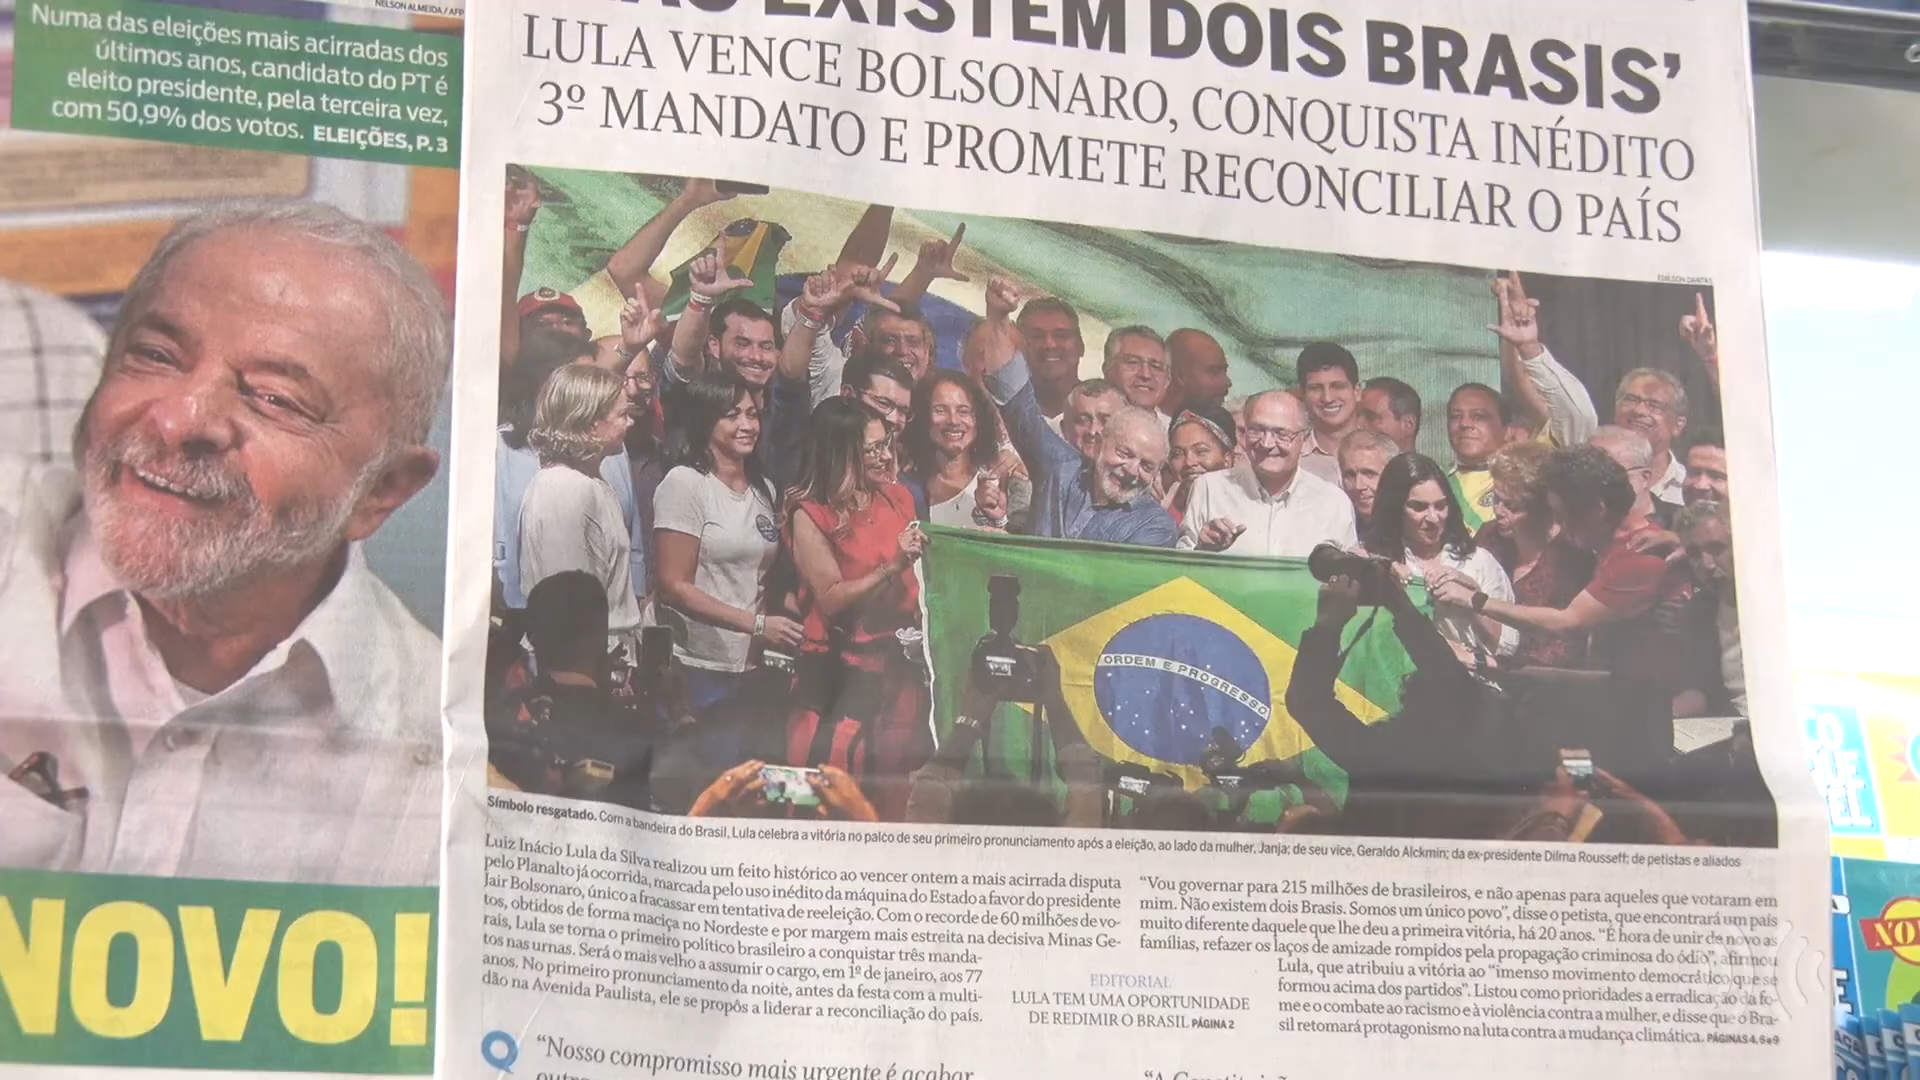 NELSON ALMEIDA / AFP
Numa das eleições mais acirradas dos
últimos anos, candidato do PT é
eleito presidente, pela terceira vez,
com 50,9% dos votos. ELEIÇÕES, P. 3
NOVO!
EXISTEM DOIS BRASIS’
LULA VENCE BOLSONARO, CONQUISTA INÉDITO
3º MANDATO E PROMETE RECONCILIAR O PAÍS
EDILSON DANTAS
ORDEM E PROGRESSO
Símbolo resgatado. Com a bandeira do Brasil, Lula celebra a vitória no palco de seu primeiro pronunciamento após a eleição, ao lado da mulher, Janja; de seu vice, Geraldo Alckmin; da ex-presidente Dilma Rousseff; de petistas e aliados
Luiz Inácio Lula da Silva realizou um feito histórico ao vencer ontem a mais acirrada disputa
pelo Planalto já ocorrida, marcada pelo uso inédito da máquina do Estado a favor do presidente
Jair Bolsonaro, único a fracassar em tentativa de reeleição. Com o recorde de 60 milhões de vo-
tos, obtidos de forma maciça no Nordeste e por margem mais estreita na decisiva Minas Ge-
rais, Lula se torna o primeiro político brasileiro a conquistar três manda-
tos nas urnas. Será o mais velho a assumir o cargo, em 1º de janeiro, aos 77
anos. No primeiro pronunciamento da noite, antes da festa com a multi-
dão na Avenida Paulista, ele se propôs a liderar a reconciliação do país.
EDITORIAL
LULA TEM UMA OPORTUNIDADE
DE REDIMIR O BRASIL PÁGINA 2
“Vou governar para 215 milhões de brasileiros, e não apenas para aqueles que votaram em
mim. Não existem dois Brasis. Somos um único povo”, disse o petista, que encontrará um país
muito diferente daquele que lhe deu a primeira vitória, há 20 anos. “É hora de unir de novo as
famílias, refazer os laços de amizade rompidos pela propagação criminosa do ódio”, afirmou
Lula, que atribuiu a vitória ao “imenso movimento democrático que se
formou acima dos partidos”. Listou como prioridades a erradicação da fo-
me e o combate ao racismo e à violência contra a mulher, e disse que o Bra-
sil retomará protagonismo na luta contra a mudança climática. PÁGINAS 4, 6 e 9
“Nosso compromisso mais urgente é acabar